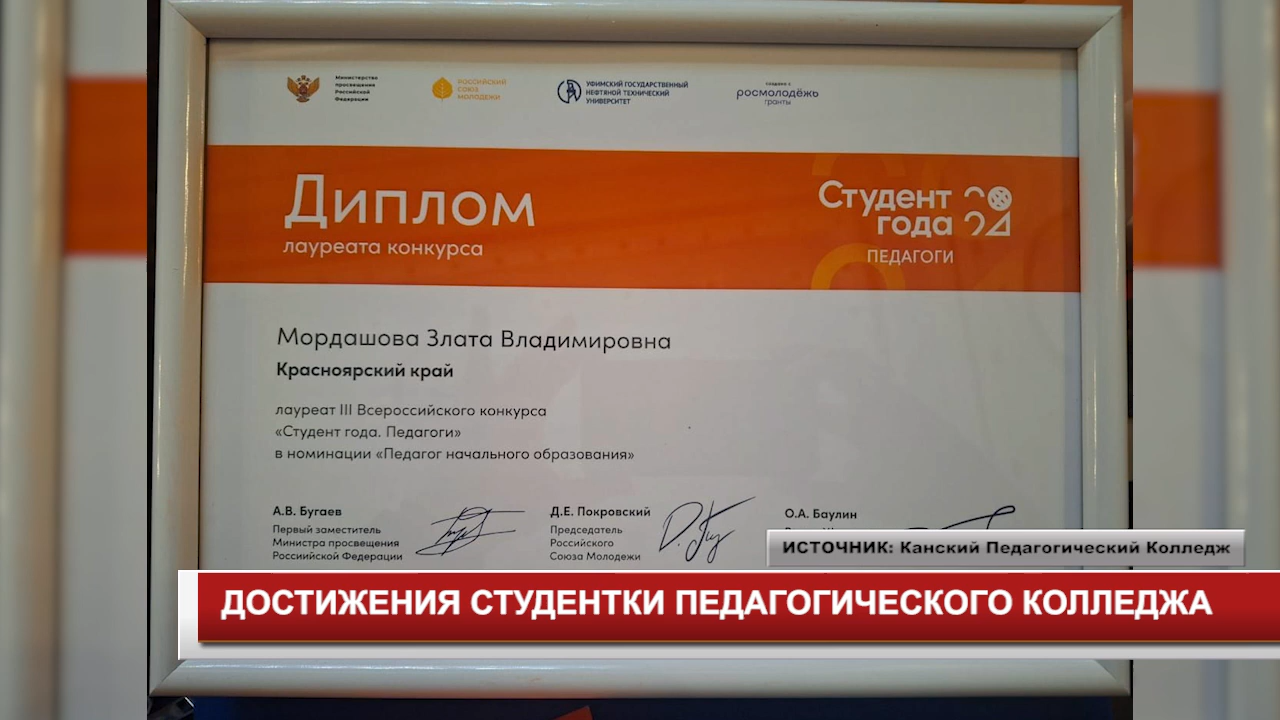 Министерство
просвещения
Российской
Федерации
РОССИЙСКИЙ
СОЮЗ
МОЛОДЕЖИ
УФИМСКИЙ ГОСУДАРСТВЕННЫЙ
НЕФТЯНОЙ ТЕХНИЧЕСКИЙ
УНИВЕРСИТЕТ
создано с
росмолодёжь
гранты
Диплом
лауреата конкурса
Студент 20
года 24
ПЕДАГОГИ
Мордашова Злата Владимировна
Красноярский край
лауреат III Всероссийского конкурса
«Студент года. Педагоги»
в номинации «Педагог начального образования»
А.В. Бугаев
Первый заместитель
Министра просвещения
Российской Федерации
Д.Е. Покровский
Председатель
Российского
Союза Молодежи
О.А. Баулин
ИСТОЧНИК: Канский Педагогический Колледж
ДОСТИЖЕНИЯ СТУДЕНТКИ ПЕДАГОГИЧЕСКОГО КОЛЛЕДЖА